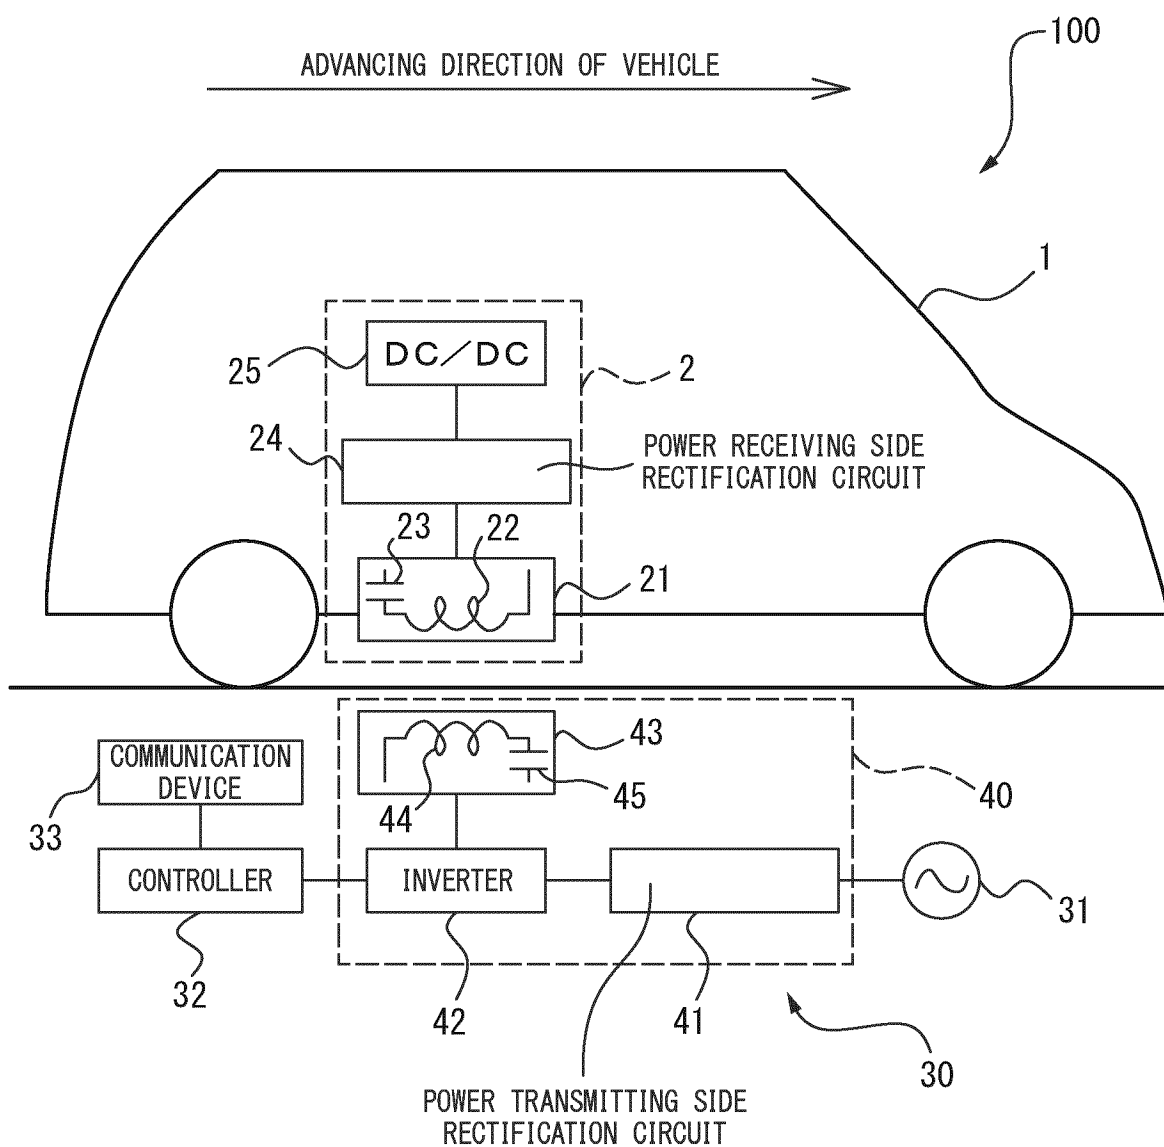 100
ADVANCING DIRECTION OF VEHICLE
1
DC/DC
25
2
24
POWER RECEIVING SIDE
RECTIFICATION CIRCUIT
23
22
21
43
COMMUNICATION
DEVICE
33
44
45
40
CONTROLLER
INVERTER
31
32
42
41
30
POWER TRANSMITTING SIDE
RECTIFICATION CIRCUIT